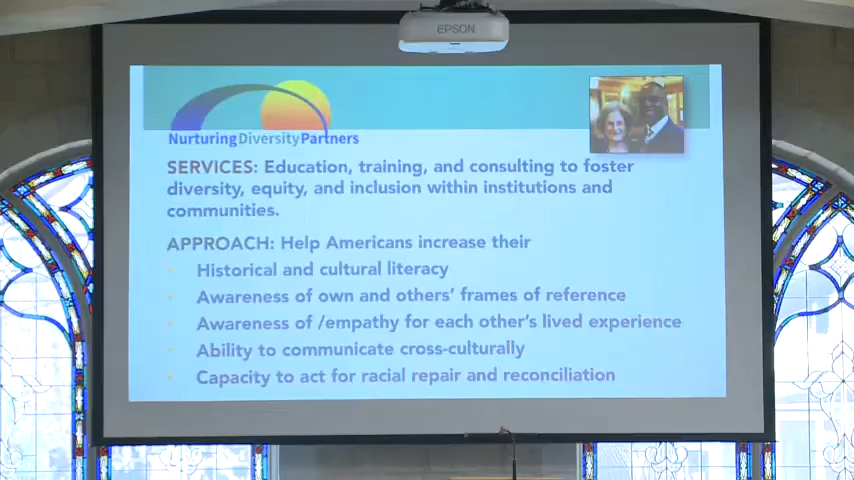 EPSON
NurturingDiversityPartners
SERVICES: Education, training, and consulting to foster
diversity, equity, and inclusion within institutions and
communities.
APPROACH: Help Americans increase their
Historical and cultural literacy
Awareness of own and others' frames of reference
Awareness of /empathy for each other's lived experience
Ability to communicate cross-culturally
Capacity to act for racial repair and reconciliation